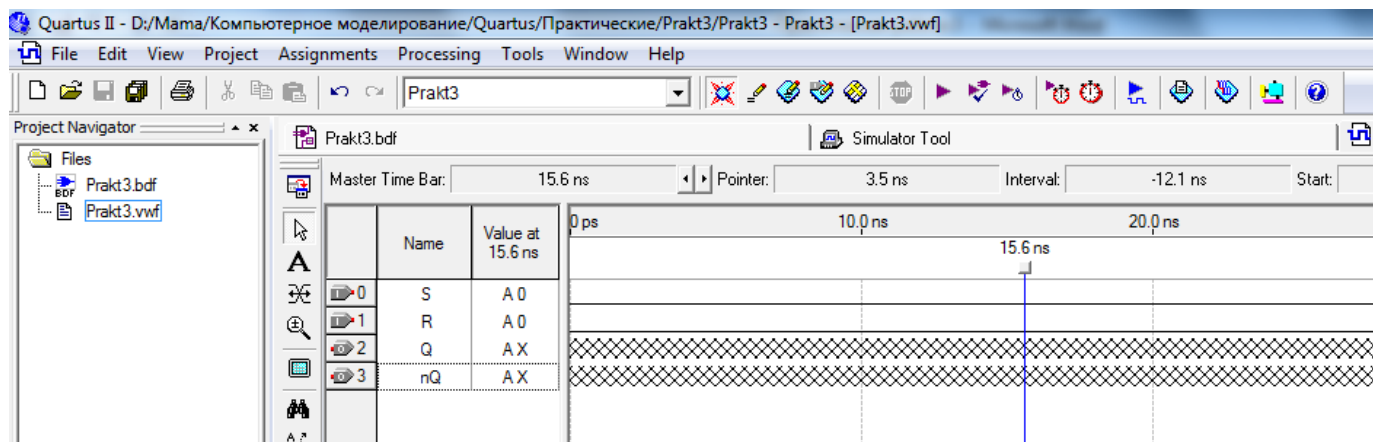 Quartus II - D:/Mama/Компьютерное моделирование/Quartus/Практические/Prakt3/Prakt3 - Prakt3 - [Prakt3.vwf]
File Edit View Project Assignments Processing Tools Window Help
Prakt3
STOP
Project Navigator
Files
BDF Prakt3.bdf
Prakt3.vwf
Prakt3.bdf Simulator Tool
Master Time Bar: 15.6 ns Pointer: 3.5 ns Interval: -12.1 ns Start:
Name Value at 15.6 ns 0 ps 10.0 ns 20.0 ns
15.6 ns
0 S A 0
1 R A 0
2 Q A X
3 nQ A X